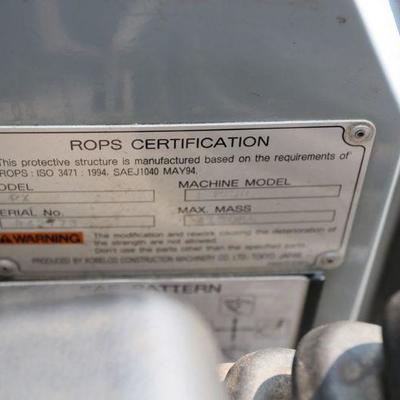 ROPS CERTIFICATION
This protective structure is manufactured based on the requirements of
ROPS : ISO 3471 : 1994, SAEJ1040 MAY94.
ODEL MACHINE MODEL
ERIAL No. MAX. MASS
WARNING The modification and rework causing the deterioration of
the strength are not allowed.
Don't use the parts other than the specified parts.
PRODUCED BY KOBELCO CONSTRUCTION MACHINERY CO., LTD. TOKYO JAPAN
PATTERN